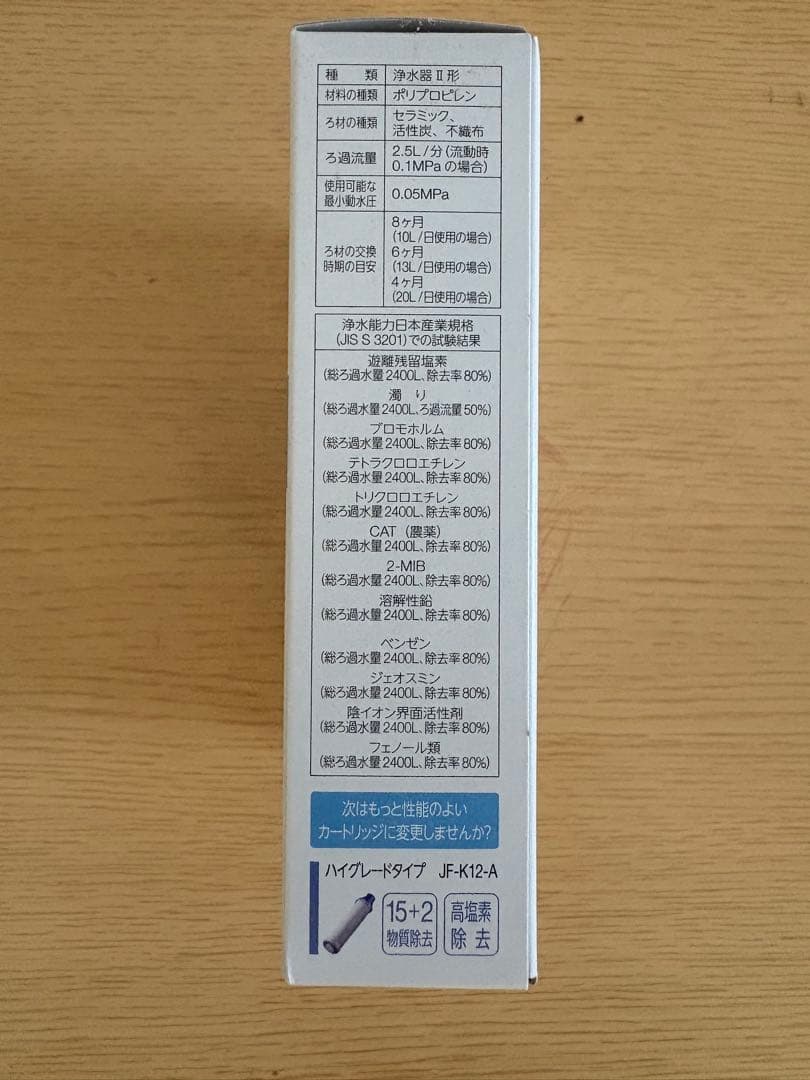 種 類 浄水器Ⅱ形
材料の種類 ポリプロピレン
ろ材の種類 セラミック、
活性炭、不織布
ろ過流量 2.5L/分(流動時
0.1MPaの場合)
使用可能な
最小動水圧 0.05MPa
ろ材の交換
時期の目安
8ヶ月
(10L/日使用の場合)
6ヶ月
(13L/日使用の場合)
4ヶ月
(20L/日使用の場合)
浄水能力日本産業規格
(JIS S 3201)での試験結果
遊離残留塩素
(総ろ過水量2400L、除去率80%)
濁 り
(総ろ過水量2400L、ろ過流量50%)
ブロモホルム
(総ろ過水量2400L、除去率80%)
テトラクロロエチレン
(総ろ過水量2400L、除去率80%)
トリクロロエチレン
(総ろ過水量2400L、除去率80%)
CAT(農薬)
(総ろ過水量2400L、除去率80%)
2-MIB
(総ろ過水量2400L、除去率80%)
溶解性鉛
(総ろ過水量2400L、除去率80%)
ベンゼン
(総ろ過水量2400L、除去率80%)
ジェオスミン
(総ろ過水量2400L、除去率80%)
陰イオン界面活性剤
(総ろ過水量2400L、除去率80%)
フェノール類
(総ろ過水量2400L、除去率80%)
次はもっと性能のよい
カートリッジに変更しませんか?
ハイグレードタイプ JF-K12-A
15+2
物質除去
高塩素
除去